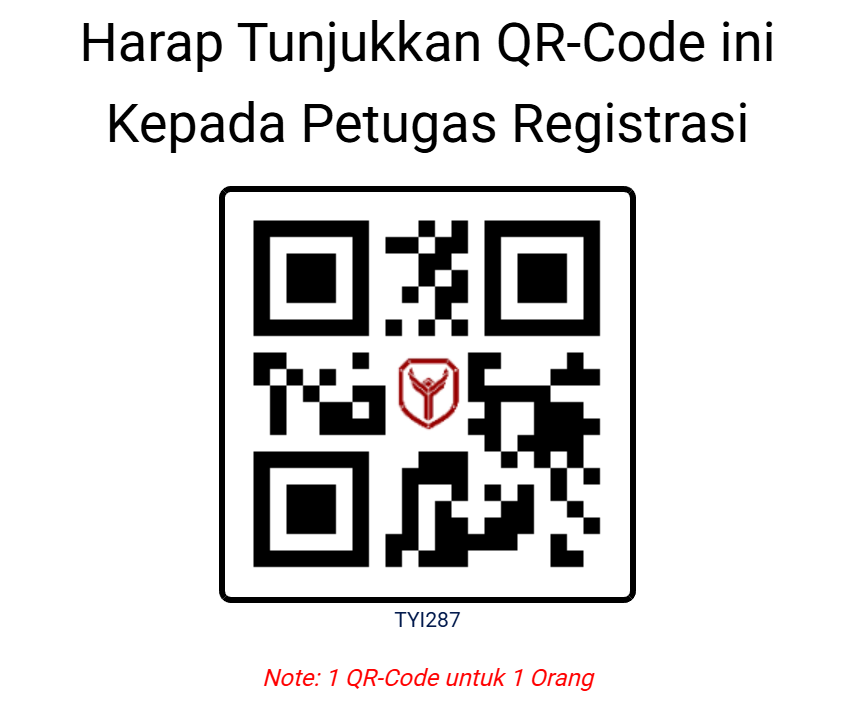 Harap Tunjukkan QR-Code ini
Kepada Petugas Registrasi
TYI287
Note: 1 QR-Code untuk 1 Orang